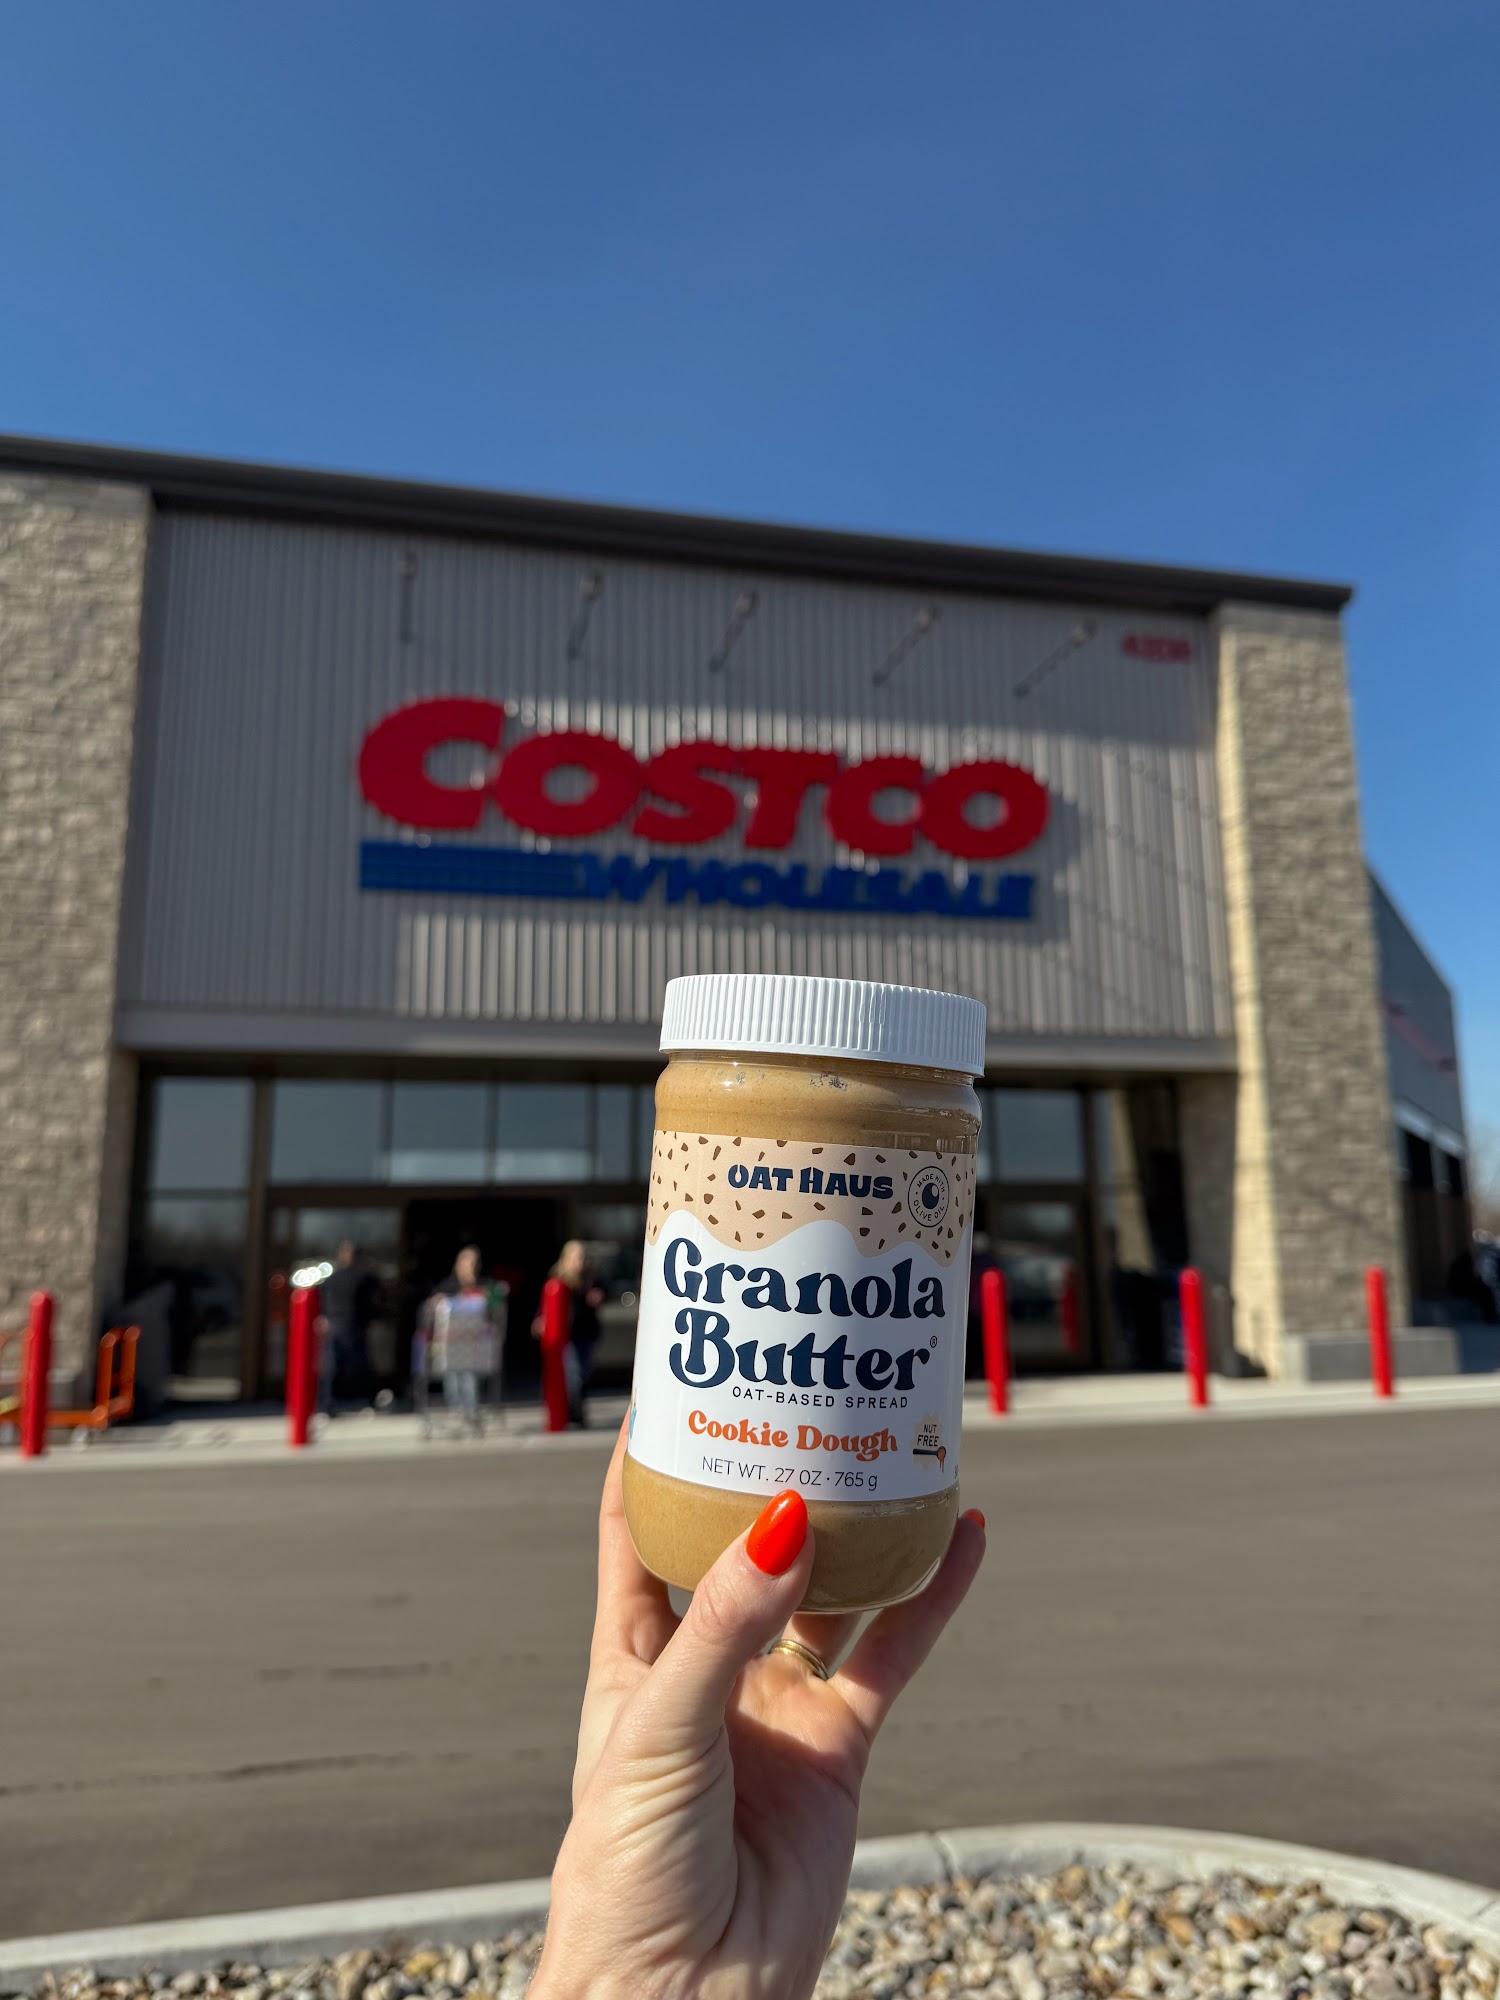 COSTCO
WHOLESALE
OAT HAUS
MADE WITH
OLIVE OIL
Granola
Butter®
OAT-BASED SPREAD
Cookie Dough
NUT
FREE
NET WT. 27 OZ · 765 g